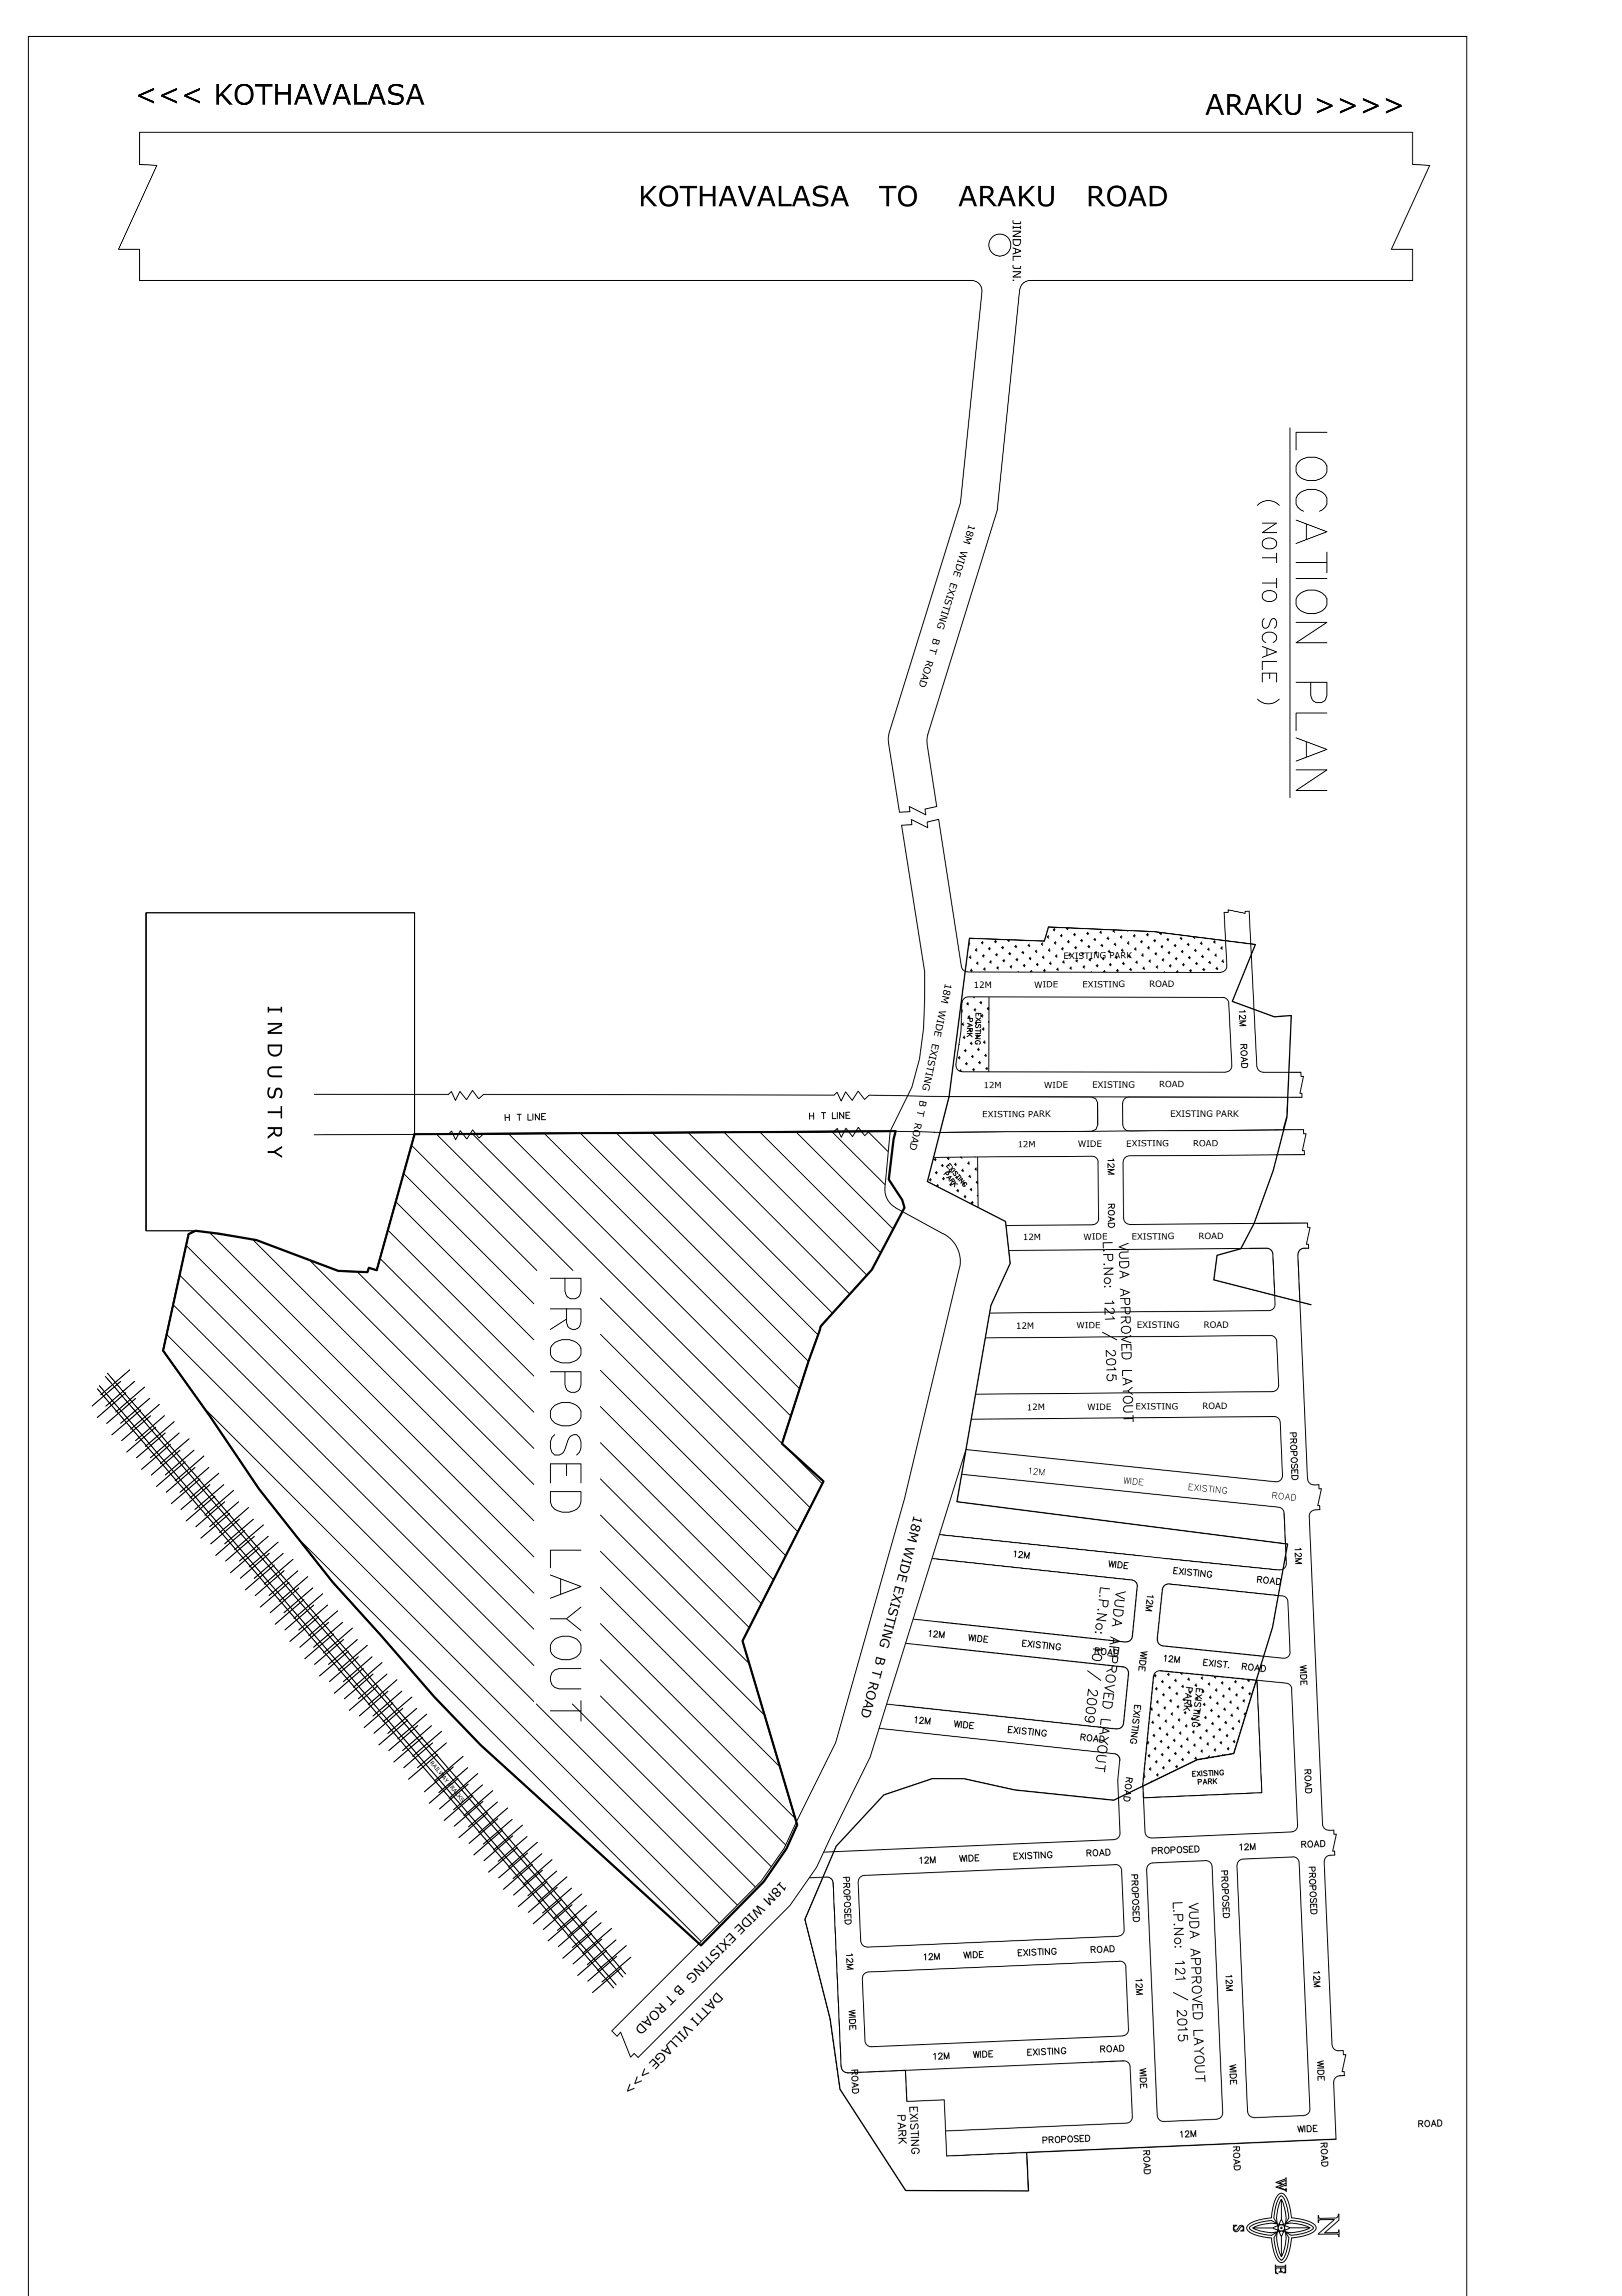 <<< KOTHAVALASA
ARAKU >>>>
KOTHAVALASA TO ARAKU ROAD
JINDAL JN.
LOCATION PLAN
( NOT TO SCALE )
18M WIDE EXISTING B T ROAD
EXISTING PARK
12M WIDE EXISTING ROAD
EXISTING
PARK
12M ROAD
18M WIDE EXISTING B T ROAD
INDUSTRY
12M WIDE EXISTING ROAD
H T LINE
H T LINE
EXISTING PARK
EXISTING PARK
12M WIDE EXISTING ROAD
EXISTING
PARK
12M ROAD
12M WIDE EXISTING ROAD
VUDA APPROVED LAYOUT
L.P.No: 121 / 2015
12M WIDE EXISTING ROAD
12M WIDE EXISTING ROAD
PROPOSED LAYOUT
12M WIDE EXISTING ROAD
PROPOSED 12M WIDE ROAD
18M WIDE EXISTING B T ROAD
12M WIDE EXISTING ROAD
VUDA APPROVED LAYOUT
/ 2009
12M WIDE EXISTING ROAD
12M WIDE EXISTING ROAD
12M EXIST. ROAD
EXISTING
PARK
12M WIDE EXISTING ROAD
EXISTING
PARK
12M WIDE EXISTING ROAD
PROPOSED 12M ROAD
18M WIDE EXISTING B T ROAD
DATTI VILLAGE >>>
PROPOSED 12M WIDE ROAD
PROPOSED 12M WIDE ROAD
PROPOSED 12M WIDE ROAD
PROPOSED 12M WIDE ROAD
VUDA APPROVED LAYOUT
L.P.No: 121 / 2015
12M WIDE EXISTING ROAD
12M WIDE EXISTING ROAD
EXISTING
PARK
PROPOSED 12M WIDE ROAD
W
N
S
E